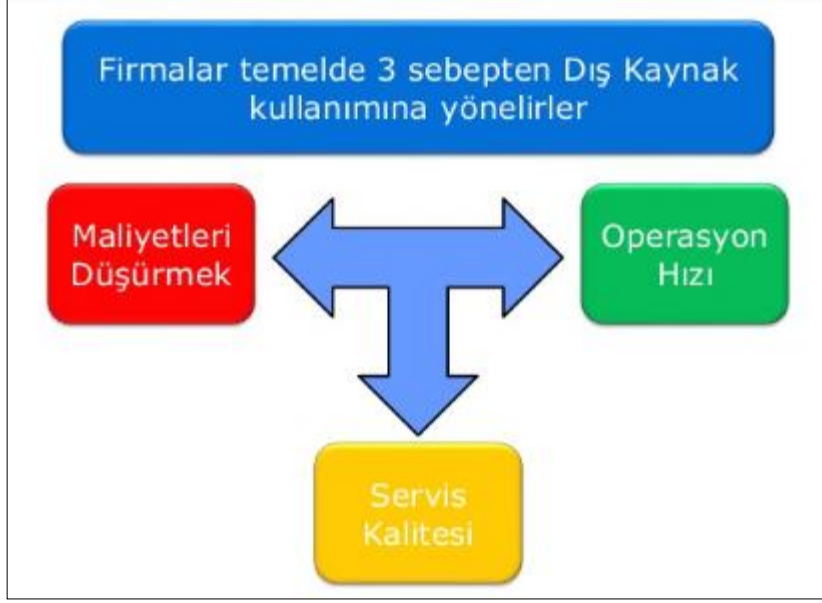 Firmalar temelde 3 sebepten Dış Kaynak
kullanımına yönelirler
Maliyetleri
Düşürmek
Operasyon
Hızı
Servis
Kalitesi